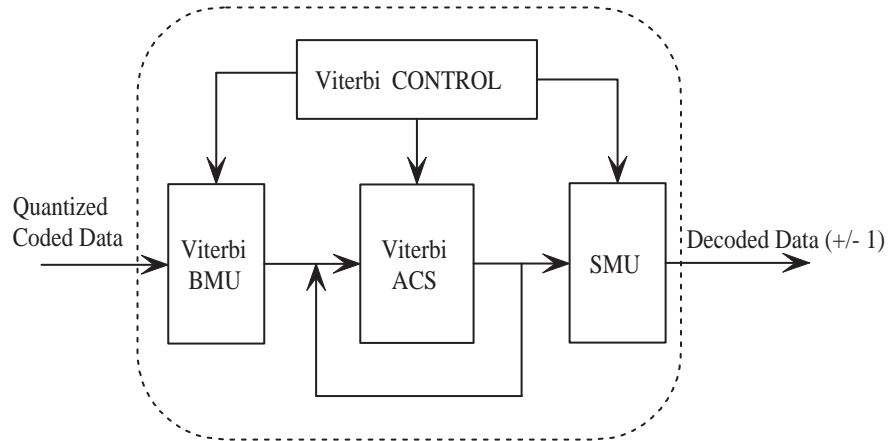 Viterbi CONTROL
Quantized
Coded Data
Viterbi
BMU
Viterbi
ACS
SMU
Decoded Data (+/- 1)